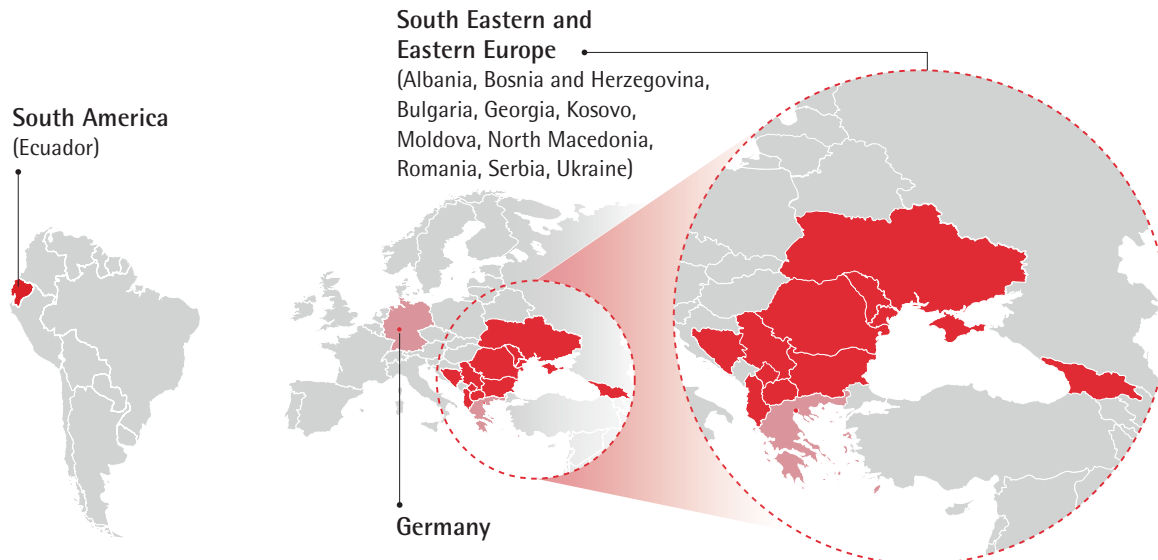 South Eastern and
Eastern Europe
(Albania, Bosnia and Herzegovina,
Bulgaria, Georgia, Kosovo,
Moldova, North Macedonia,
Romania, Serbia, Ukraine)
South America
(Ecuador)
Germany